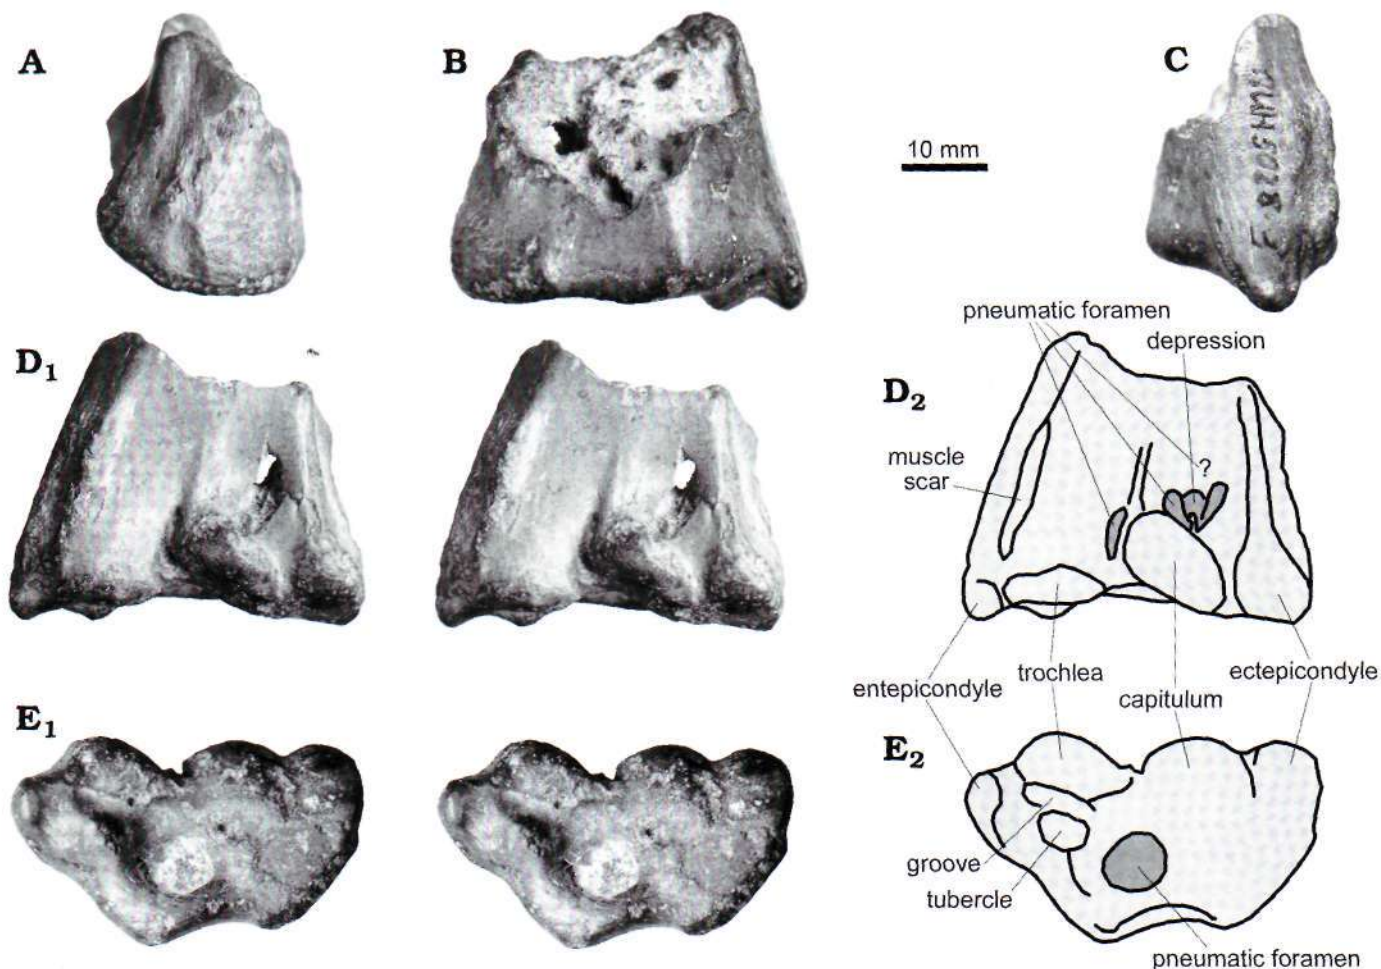 A
B
C
10 mm
TUH5028 F
pneumatic foramen
depression
D1
D2
muscle
scar
?
entepicondyle
trochlea
capitulum
ectepicondyle
E1
E2
groove
tubercle
pneumatic foramen